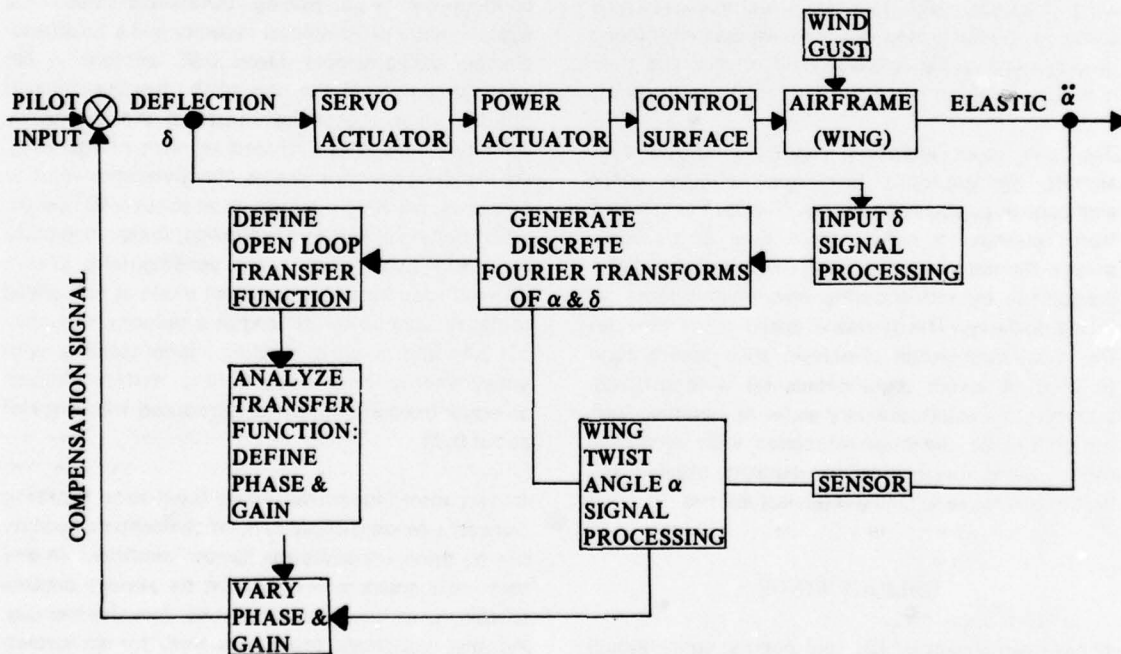 WIND
GUST
PILOT
INPUT
DEFLECTION
δ
SERVO
ACTUATOR
POWER
ACTUATOR
CONTROL
SURFACE
AIRFRAME
(WING)
ELASTIC α̈
DEFINE
OPEN LOOP
TRANSFER
FUNCTION
GENERATE
DISCRETE
FOURIER TRANSFORMS
OF α & δ
INPUT δ
SIGNAL
PROCESSING
COMPENSATION SIGNAL
ANALYZE
TRANSFER
FUNCTION:
DEFINE
PHASE &
GAIN
WING
TWIST
ANGLE α
SIGNAL
PROCESSING
SENSOR
VARY
PHASE &
GAIN